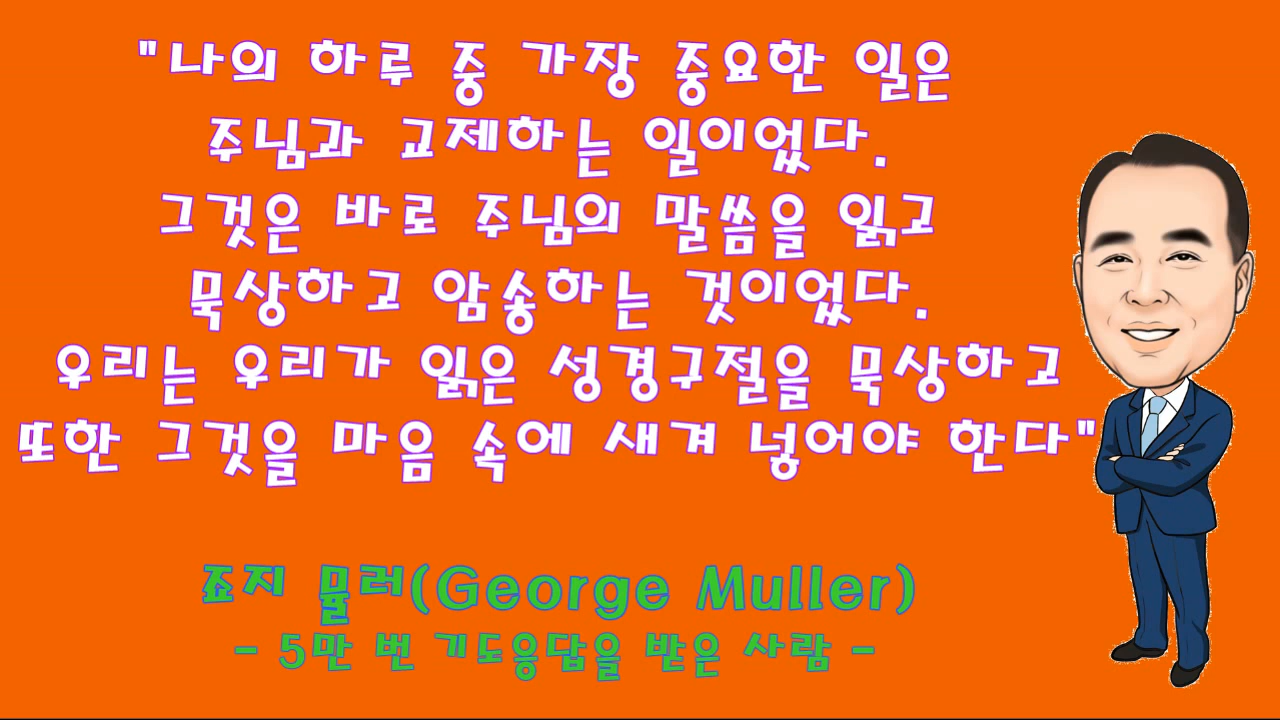 "나의 하루 중 가장 중요한 일은
주님과 교제하는 일이었다.
그것은 바로 주님의 말씀을 읽고
묵상하고 암송하는 것이었다.
우리는 우리가 읽은 성경구절을 묵상하고
또한 그것을 마음 속에 새겨 넣어야 한다"
죠지 뮬러(George Muller)
- 5만 번 기도응답을 받은 사람 -